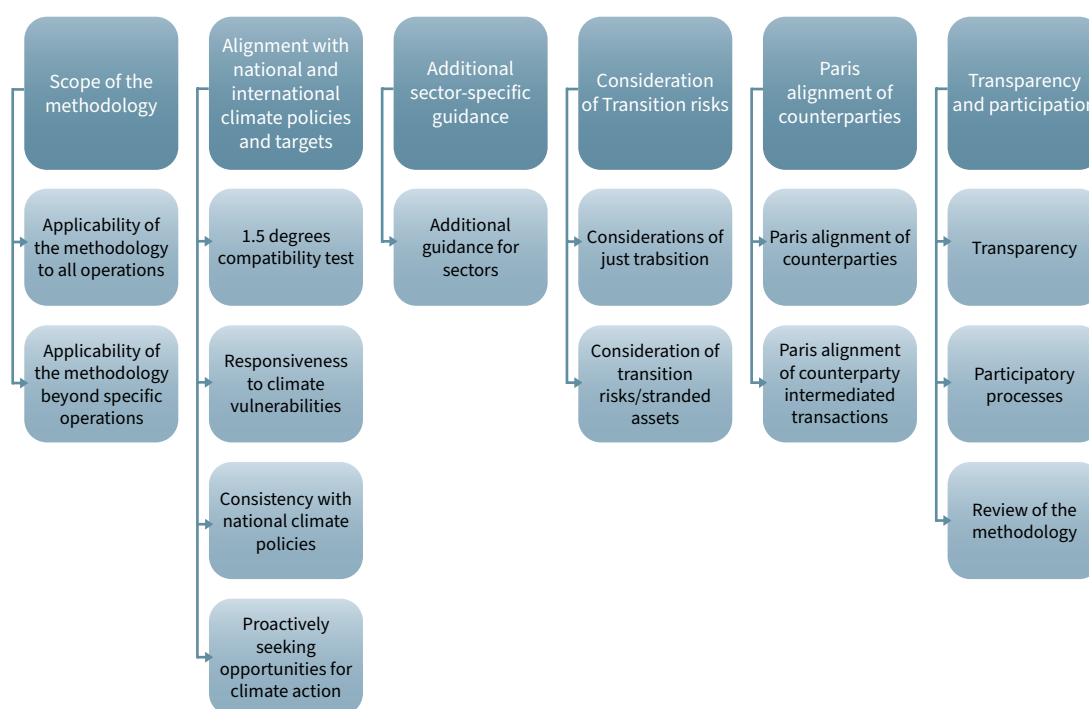 Scope of the
methodology
Applicability of
the methodology
to all operations
Applicability of
the methodology
beyond specific
operations
Alignment with
national and
international
climate policies
and targets
1.5 degrees
compatibility test
Responsiveness
to climate
vulnerabilities
Consistency with
national climate
policies
Proactively
seeking
opportunities for
climate action
Additional
sector-specific
guidance
Additional
guidance for
sectors
Consideration
of Transition risks
Considerations of
just trabsition
Consideration of
transition
risks/stranded
assets
Paris
alignment of
counterparties
Paris alignment of
counterparties
Paris alignment
of counterparty
intermediated
transactions
Transparency
and participation
Transparency
Participatory
processes
Review of the
methodology